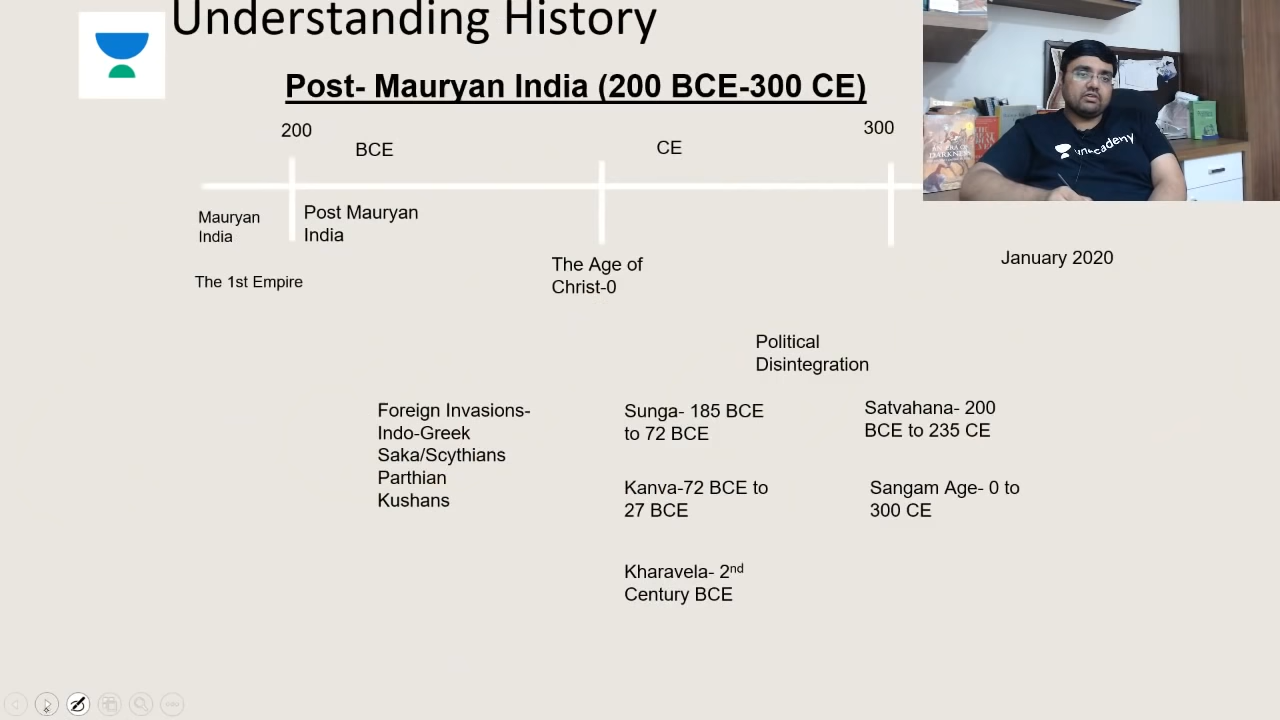 Understanding History
Post- Mauryan India (200 BCE-300 CE)
200
BCE
CE
300
Mauryan
India
Post Mauryan
India
The 1st Empire
The Age of
Christ-0
January 2020
Political
Disintegration
Foreign Invasions-
Indo-Greek
Saka/Scythians
Parthian
Kushans
Sunga- 185 BCE
to 72 BCE
Kanva-72 BCE to
27 BCE
Kharavela- 2nd
Century BCE
Satvahana- 200
BCE to 235 CE
Sangam Age- 0 to
300 CE
unacademy
DARKNESS